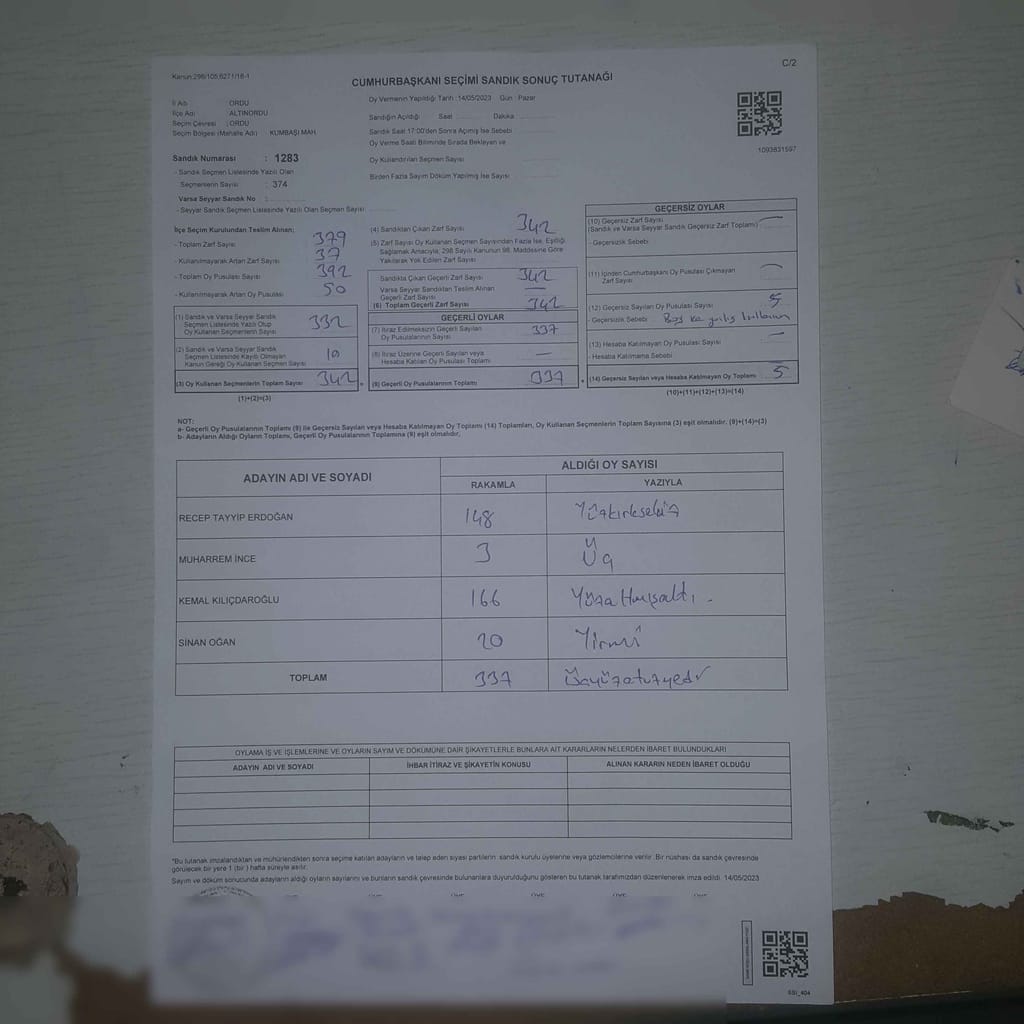 Kanun:298/105,6271/18-1
C/2
CUMHURBAŞKANI SEÇİMİ SANDIK SONUÇ TUTANAĞI
İl Adı : ORDU
İlçe Adı : ALTINORDU
Seçim Çevresi : ORDU
Seçim Bölgesi (Mahalle Adı) : KUMBAŞI MAH.
Sandık Numarası : 1283
- Sandık Seçmen Listesinde Yazılı Olan
Seçmenlerin Sayısı : 374
Varsa Seyyar Sandık No :
- Seyyar Sandık Seçmen Listesinde Yazılı Olan Seçmen Sayısı
Oy Vermenin Yapıldığı Tarih :14/05/2023 Gün : Pazar
Sandığın Açıldığı Saat Dakika
Sandık Saat 17:00'den Sonra Açılmış İse Sebebi
Oy Verme Saati Bitiminde Sırada Bekleyen ve
Oy Kullandırılan Seçmen Sayısı
Birden Fazla Sayım Döküm Yapılmış İse Sayısı
1093831597
İlçe Seçim Kurulundan Teslim Alınan;
- Toplam Zarf Sayısı 379
- Kullanılmayarak Artan Zarf Sayısı 37
- Toplam Oy Pusulası Sayısı 392
- Kullanılmayarak Artan Oy Pusulası 50
(1) Sandık ve Varsa Seyyar Sandık
Seçmen Listesinde Yazılı Olup
Oy Kullanan Seçmenlerin Sayısı 332
(2) Sandık ve Varsa Seyyar Sandık
Seçmen Listesinde Kayıtlı Olmayan
Kanun Gereği Oy Kullanan Seçmen Sayısı 10
(3) Oy Kullanan Seçmenlerin Toplam Sayısı 342
(1)+(2)=(3)
(4) Sandıktan Çıkan Zarf Sayısı 342
(5) Zarf Sayısı Oy Kullanan Seçmen Sayısından Fazla İse, Eşitliği
Sağlamak Amacıyla, 298 Sayılı Kanunun 98. Maddesine Göre
Yakılarak Yok Edilen Zarf Sayısı
Sandıkta Çıkan Geçerli Zarf Sayısı 342
Varsa Seyyar Sandıktan Teslim Alınan
Geçerli Zarf Sayısı —
(6) Toplam Geçerli Zarf Sayısı 342
GEÇERLİ OYLAR
(7) İtiraz Edilmeksizin Geçerli Sayılan
Oy Pusulasının Sayısı 337
(8) İtiraz Üzerine Geçerli Sayılan veya
Hesaba Katılan Oy Pusulası Toplamı —
(9) Geçerli Oy Pusulalarının Toplamı 337
GEÇERSİZ OYLAR
(10) Geçersiz Zarf Sayısı
(Sandık ve Varsa Seyyar Sandık Geçersiz Zarf Toplamı) —
- Geçersizlik Sebebi
(11) İçinden Cumhurbaşkanı Oy Pusulası Çıkmayan
Zarf Sayısı —
(12) Geçersiz Sayılan Oy Pusulası Sayısı 5
- Geçersizlik Sebebi Boş ve yanlış kullanım
(13) Hesaba Katılmayan Oy Pusulası Sayısı —
- Hesaba Katılmama Sebebi
(14) Geçersiz Sayılan veya Hesaba Katılmayan Oy Toplamı 5
(10)+(11)+(12)+(13)=(14)
NOT:
a- Geçerli Oy Pusulalarının Toplamı (9) ile Geçersiz Sayılan veya Hesaba Katılmayan Oy Toplamı (14) Toplamları, Oy Kullanan Seçmenlerin Toplam Sayısına (3) eşit olmalıdır. (9)+(14)=(3)
b- Adayların Aldığı Oyların Toplamı, Geçerli Oy Pusulalarının Toplamına (9) eşit olmalıdır.
ADAYIN ADI VE SOYADI
ALDIĞI OY SAYISI
RAKAMLA YAZIYLA
RECEP TAYYİP ERDOĞAN 148 Yüzkırksekiz
MUHARREM İNCE 3 Üç
KEMAL KILIÇDAROĞLU 166 YüzaltmışaltI
SİNAN OĞAN 20 Yirmi
TOPLAM 337 Üçyüzotuzyedi
OYLAMA İŞ VE İŞLEMLERİNE VE OYLARIN SAYIM VE DÖKÜMÜNE DAİR ŞİKAYETLERLE BUNLARA AİT KARARLARIN NELERDEN İBARET BULUNDUKLARI
ADAYIN ADI VE SOYADI İHBAR İTİRAZ VE ŞİKAYETİN KONUSU ALINAN KARARIN NEDEN İBARET OLDUĞU
*Bu tutanak imzalandıktan ve mühürlendikten sonra seçime katılan adayların ve talep eden siyasi partilerin sandık kurulu üyelerine veya gözlemcilerine verilir. Bir nüshası da sandık çevresinde
görülecek bir yere 1 (bir ) hafta süreyle asılır.
Sayım ve döküm sonucunda adayların aldığı oyların sayılarını ve bunların sandık çevresinde bulunanlara duyurulduğunu gösteren bu tutanak tarafımızdan düzenlenerek imza edildi. 14/05/2023
SSI_404